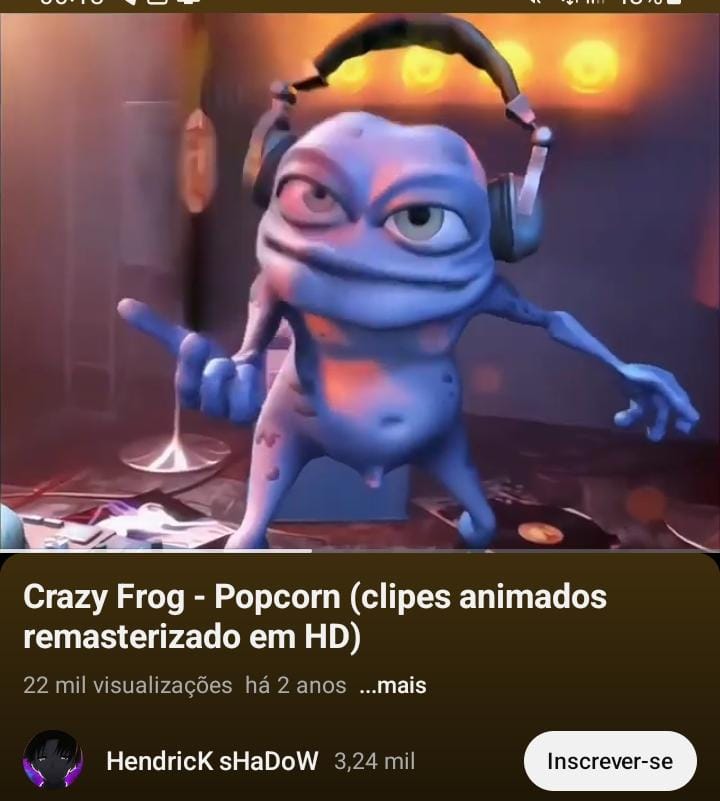 Crazy Frog - Popcorn (clipes animados
remasterizado em HD)
22 mil visualizações há 2 anos ...mais
HendricK sHaDoW 3,24 mil
Inscrever-se